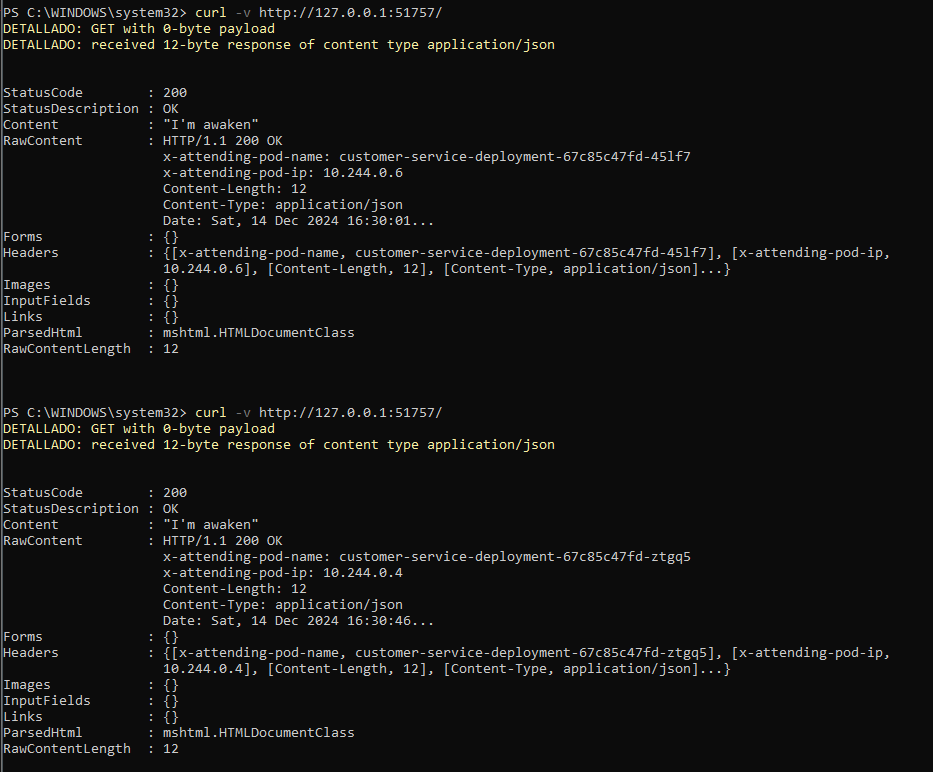 PS C:\WINDOWS\system32> curl -v http://127.0.0.1:51757/
DETALLADO: GET with 0-byte payload
DETALLADO: received 12-byte response of content type application/json
StatusCode        : 200
StatusDescription : OK
Content           : "I'm awaken"
RawContent        : HTTP/1.1 200 OK
                    x-attending-pod-name: customer-service-deployment-67c85c47fd-45lf7
                    x-attending-pod-ip: 10.244.0.6
                    Content-Length: 12
                    Content-Type: application/json
                    Date: Sat, 14 Dec 2024 16:30:01...
Forms             : {}
Headers           : {[x-attending-pod-name, customer-service-deployment-67c85c47fd-45lf7], [x-attending-pod-ip,
                    10.244.0.6], [Content-Length, 12], [Content-Type, application/json]...}
Images            : {}
InputFields       : {}
Links             : {}
ParsedHtml        : mshtml.HTMLDocumentClass
RawContentLength  : 12
PS C:\WINDOWS\system32> curl -v http://127.0.0.1:51757/
DETALLADO: GET with 0-byte payload
DETALLADO: received 12-byte response of content type application/json
StatusCode        : 200
StatusDescription : OK
Content           : "I'm awaken"
RawContent        : HTTP/1.1 200 OK
                    x-attending-pod-name: customer-service-deployment-67c85c47fd-ztgq5
                    x-attending-pod-ip: 10.244.0.4
                    Content-Length: 12
                    Content-Type: application/json
                    Date: Sat, 14 Dec 2024 16:30:46...
Forms             : {}
Headers           : {[x-attending-pod-name, customer-service-deployment-67c85c47fd-ztgq5], [x-attending-pod-ip,
                    10.244.0.4], [Content-Length, 12], [Content-Type, application/json]...}
Images            : {}
InputFields       : {}
Links             : {}
ParsedHtml        : mshtml.HTMLDocumentClass
RawContentLength  : 12